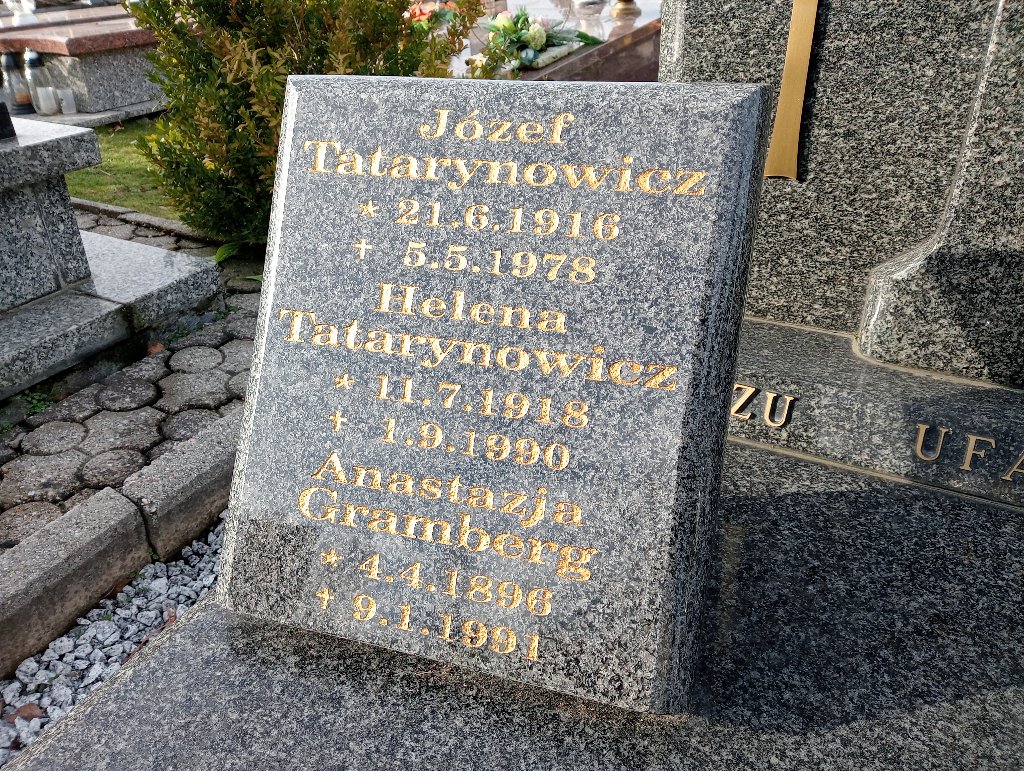 Józef
Tatarynowicz
* 21.6.1916
† 5.5.1978
Helena
Tatarynowicz
* 11.7.1918
† 1.9.1990
Anastazja
Gramberg
* 4.4.1896
† 9.1.1991
ZU UFA